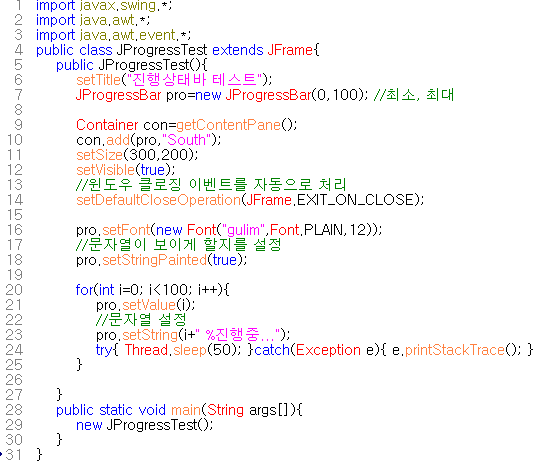 1 import javax.swing.*;
2 import java.awt.*;
3 import java.awt.event.*;
4 public class JProgressTest extends JFrame{
5 public JProgressTest(){
6 setTitle("진행상태바 테스트");
7 JProgressBar pro=new JProgressBar(0,100); //최소, 최대
8
9 Container con=getContentPane();
10 con.add(pro,"South");
11 setSize(300,200);
12 setVisible(true);
13 //윈도우 클로징 이벤트를 자동으로 처리
14 setDefaultCloseOperation(JFrame.EXIT_ON_CLOSE);
15
16 pro.setFont(new Font("gulim",Font.PLAIN,12));
17 //문자열이 보이게 할지를 설정
18 pro.setStringPainted(true);
19
20 for(int i=0; i<100; i++){
21 pro.setValue(i);
22 //문자열 설정
23 pro.setString(i+" %진행중...");
24 try{ Thread.sleep(50); }catch(Exception e){ e.printStackTrace(); }
25 }
26
27 }
28 public static void main(String args[]){
29 new JProgressTest();
30 }
31 }